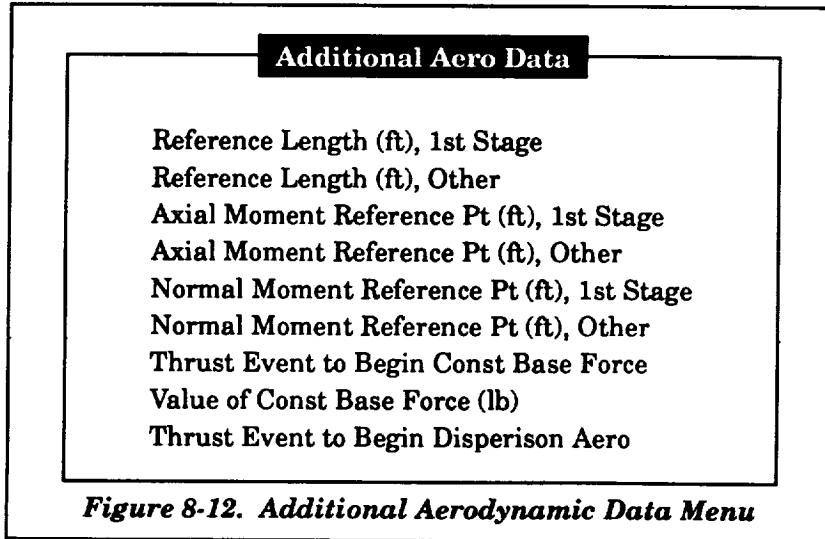 Additional Aero Data
Reference Length (ft), 1st Stage
Reference Length (ft), Other
Axial Moment Reference Pt (ft), 1st Stage
Axial Moment Reference Pt (ft), Other
Normal Moment Reference Pt (ft), 1st Stage
Normal Moment Reference Pt (ft), Other
Thrust Event to Begin Const Base Force
Value of Const Base Force (lb)
Thrust Event to Begin Disperison Aero
Figure 8-12. Additional Aerodynamic Data Menu